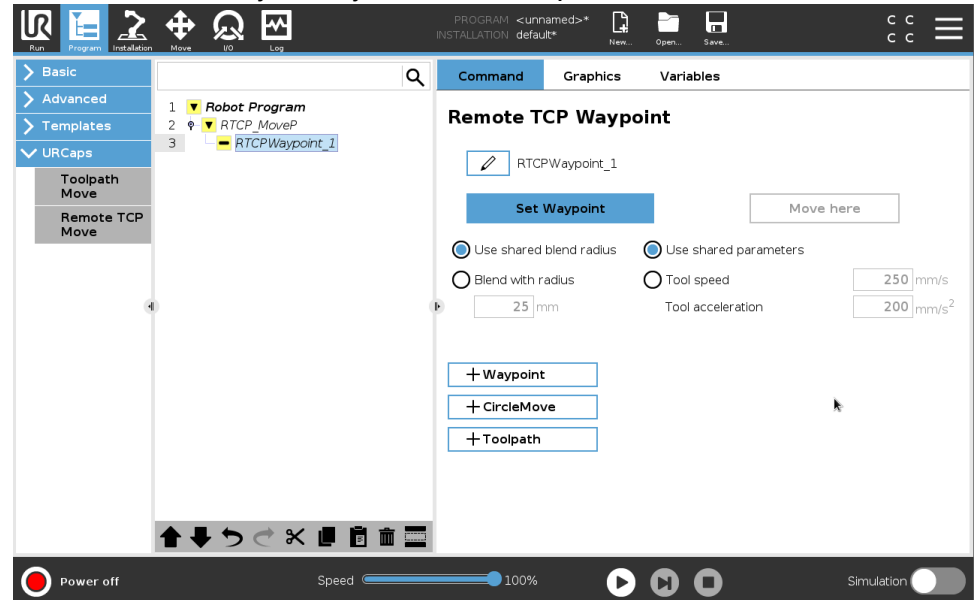 PROGRAM <unnamed>*
INSTALLATION default*
UR
Run
Program
Installation
Move
I/O
Log
New...
Open...
Save...
C C
C C
Basic
Advanced
Templates
URCaps
Toolpath
Move
Remote TCP
Move
1 Robot Program
2 RTCP_MoveP
3 RTCPWaypoint_1
Command Graphics Variables
Remote TCP Waypoint
RTCPWaypoint_1
Set Waypoint Move here
Use shared blend radius Use shared parameters
Blend with radius Tool speed 250 mm/s
25 mm Tool acceleration 200 mm/s²
+ Waypoint
+ CircleMove
+ Toolpath
Power off
Speed 100%
Simulation